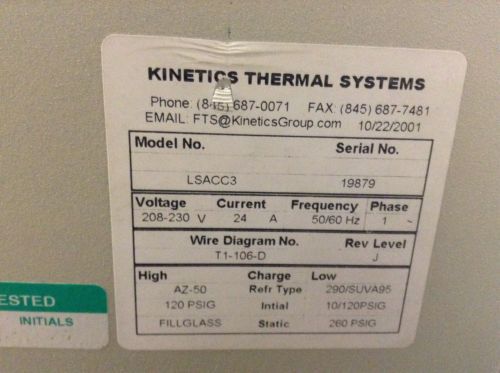 KINETICS THERMAL SYSTEMS
Phone: (845) 687-0071 FAX: (845) 687-7481
EMAIL: FTS@KineticsGroup.com 10/22/2001
Model No. Serial No.
LSACC3 19879
Voltage Current Frequency Phase
208-230 V 24 A 50/60 Hz 1 ~
Wire Diagram No. Rev Level
T1-106-D J
High Charge Low
AZ-50 Refr Type 290/SUVA95
120 PSIG Intial 10/120PSIG
FILLGLASS Static 260 PSIG
ESTED
INITIALS